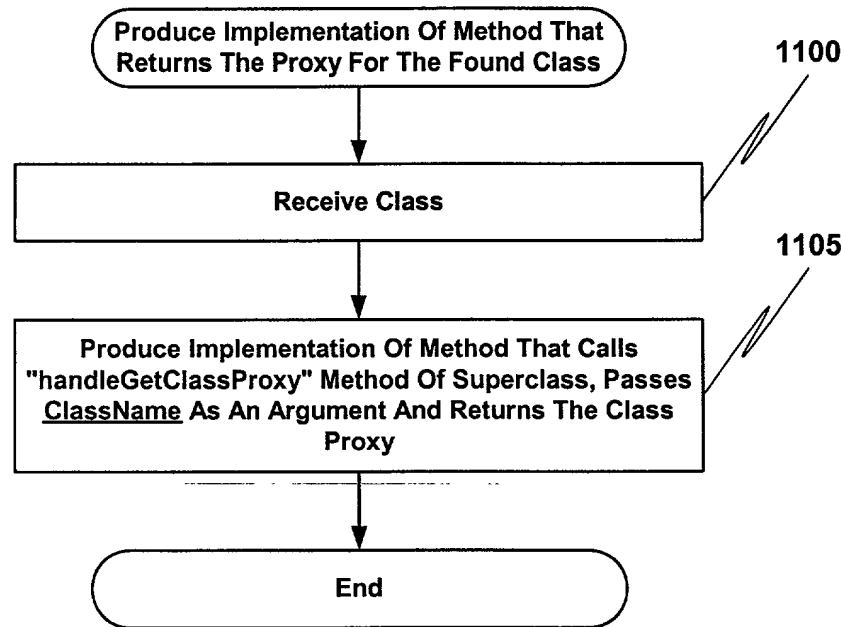 Produce Implementation Of Method That
Returns The Proxy For The Found Class
1100
Receive Class
1105
Produce Implementation Of Method That Calls
"handleGetClassProxy" Method Of Superclass, Passes
ClassName As An Argument And Returns The Class
Proxy
End